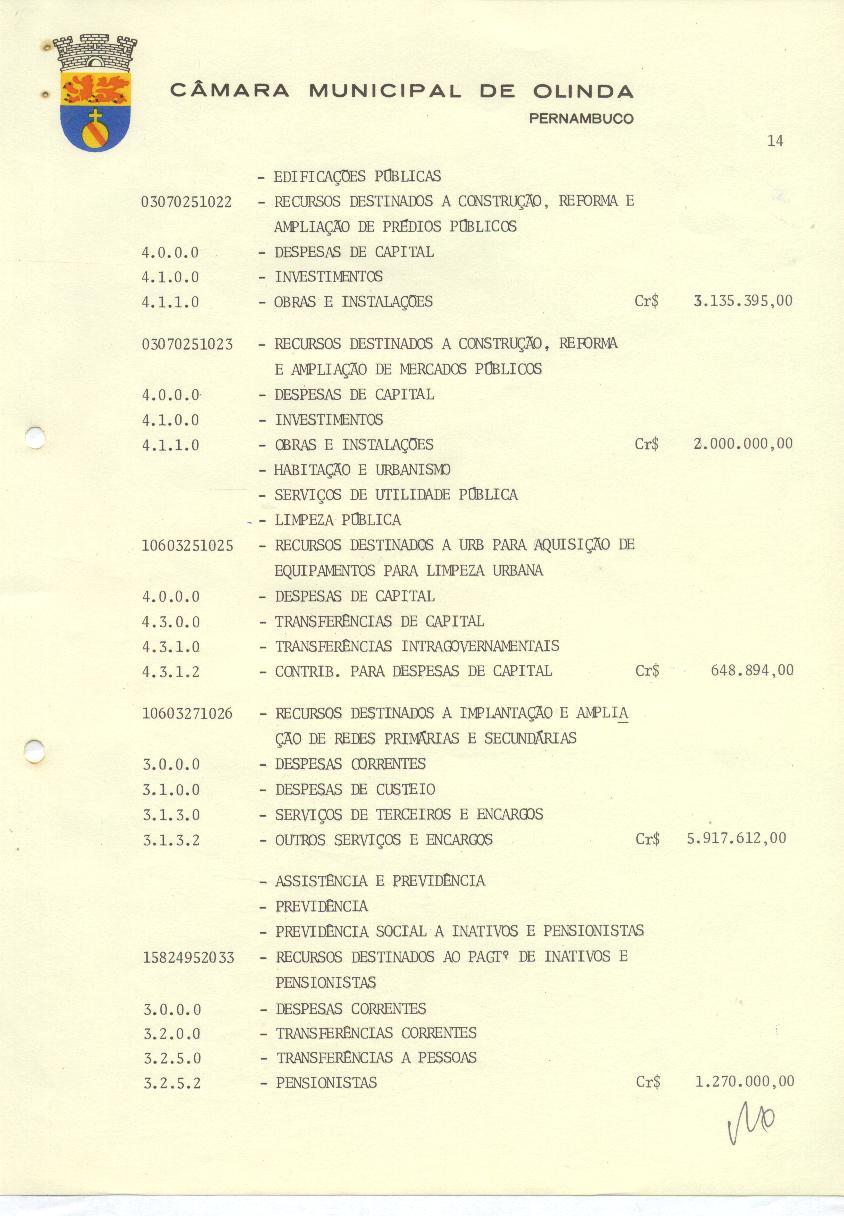 CÂMARA MUNICIPAL DE OLINDA
PERNAMBUCO
14
- EDIFICAÇÕES PÚBLICAS
03070251022 - RECURSOS DESTINADOS A CONSTRUÇÃO, REFORMA E
AMPLIAÇÃO DE PRÉDIOS PÚBLICOS
4.0.0.0 - DESPESAS DE CAPITAL
4.1.0.0 - INVESTIMENTOS
4.1.1.0 - OBRAS E INSTALAÇÕES Cr$ 3.135.395,00
03070251023 - RECURSOS DESTINADOS A CONSTRUÇÃO, REFORMA
E AMPLIAÇÃO DE MERCADOS PÚBLICOS
4.0.0.0 - DESPESAS DE CAPITAL
4.1.0.0 - INVESTIMENTOS
4.1.1.0 - OBRAS E INSTALAÇÕES Cr$ 2.000.000,00
- HABITAÇÃO E URBANISMO
- SERVIÇOS DE UTILIDADE PÚBLICA
- LIMPEZA PÚBLICA
10603251025 - RECURSOS DESTINADOS A URB PARA AQUISIÇÃO DE
EQUIPAMENTOS PARA LIMPEZA URBANA
4.0.0.0 - DESPESAS DE CAPITAL
4.3.0.0 - TRANSFERÊNCIAS DE CAPITAL
4.3.1.0 - TRANSFERÊNCIAS INTRAGOVERNAMENTAIS
4.3.1.2 - CONTRIB. PARA DESPESAS DE CAPITAL Cr$ 648.894,00
10603271026 - RECURSOS DESTINADOS A IMPLANTAÇÃO E AMPLIA
ÇÃO DE REDES PRIMÁRIAS E SECUNDÁRIAS
3.0.0.0 - DESPESAS CORRENTES
3.1.0.0 - DESPESAS DE CUSTEIO
3.1.3.0 - SERVIÇOS DE TERCEIROS E ENCARGOS
3.1.3.2 - OUTROS SERVIÇOS E ENCARGOS Cr$ 5.917.612,00
- ASSISTÊNCIA E PREVIDÊNCIA
- PREVIDÊNCIA
- PREVIDÊNCIA SOCIAL A INATIVOS E PENSIONISTAS
15824952033 - RECURSOS DESTINADOS AO PAGTº DE INATIVOS E
PENSIONISTAS
3.0.0.0 - DESPESAS CORRENTES
3.2.0.0 - TRANSFERÊNCIAS CORRENTES
3.2.5.0 - TRANSFERÊNCIAS A PESSOAS
3.2.5.2 - PENSIONISTAS Cr$ 1.270.000,00